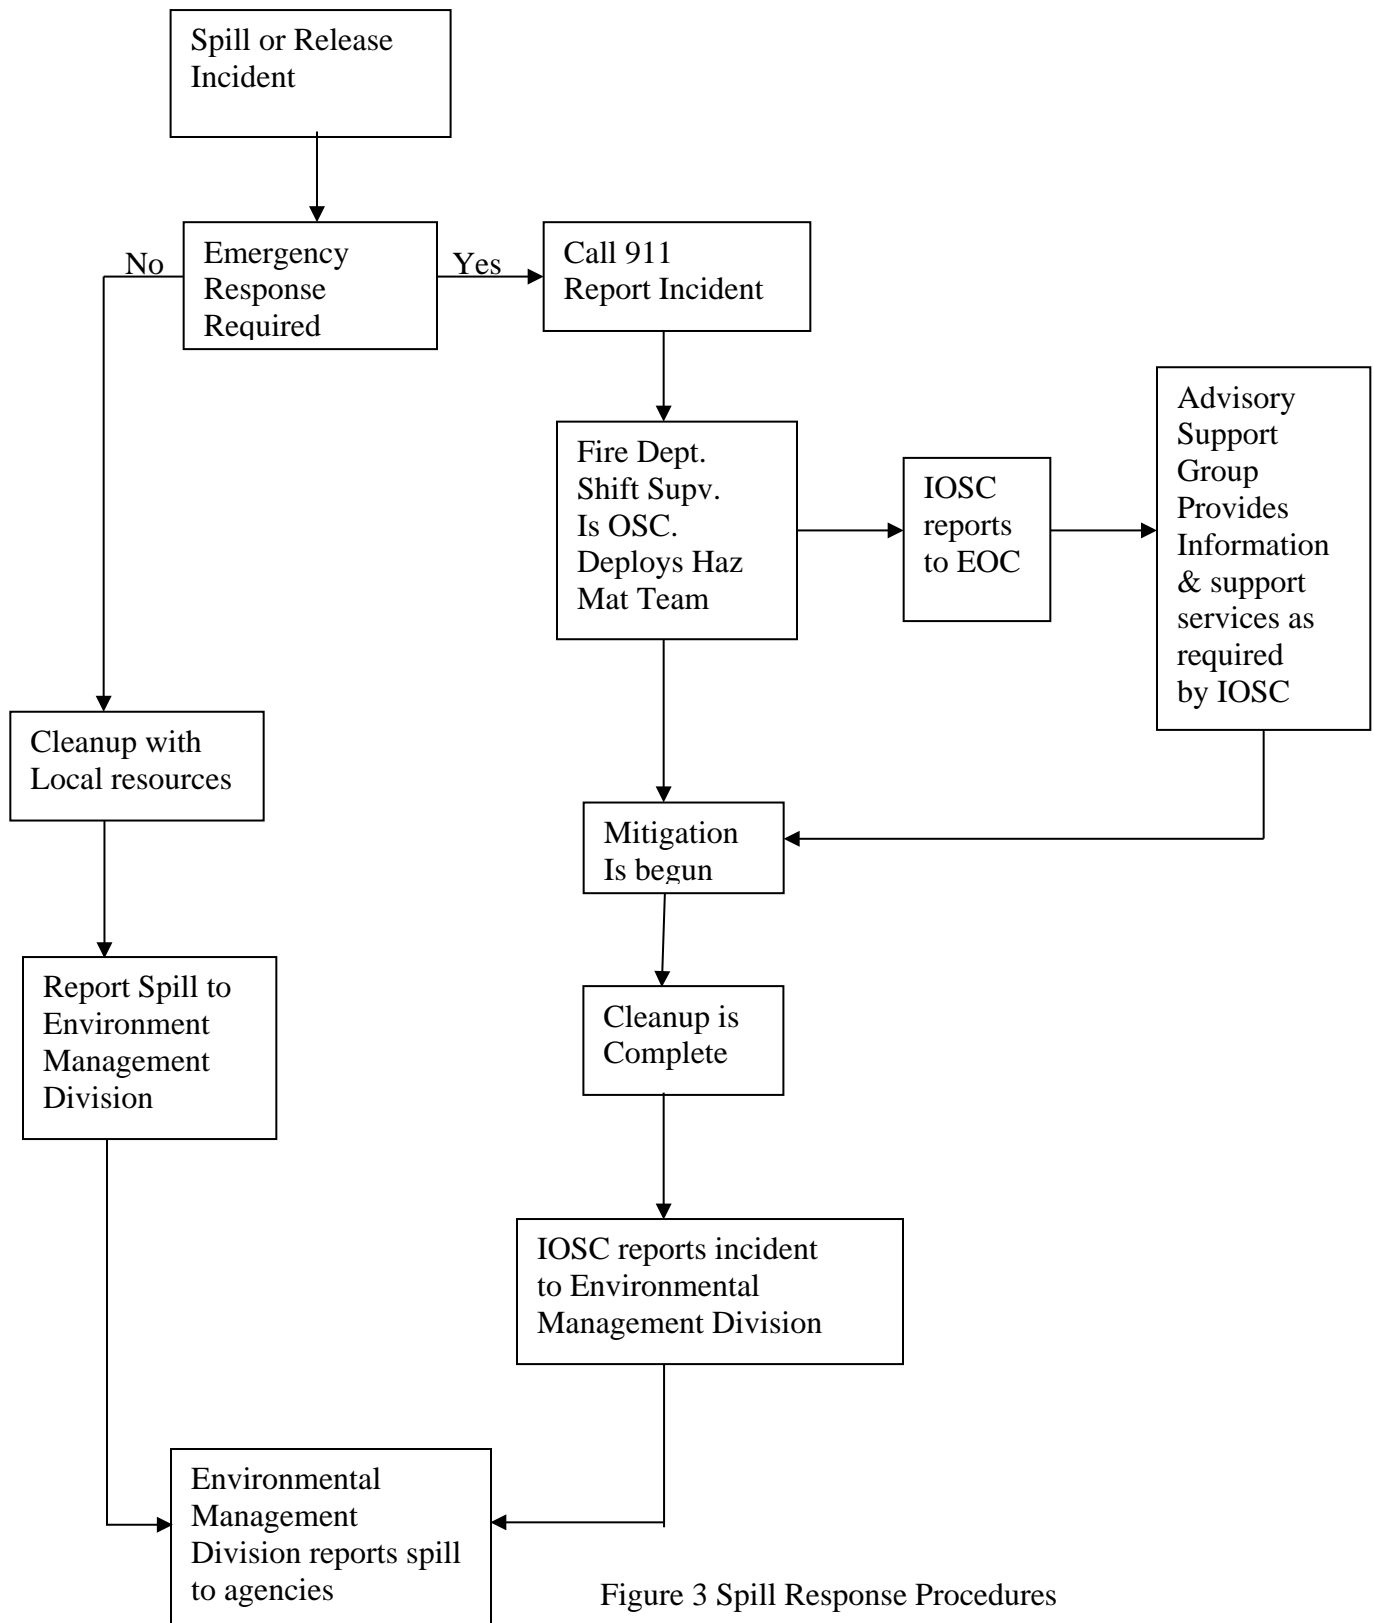 Spill or Release
Incident
No
Emergency
Response
Required
Yes
Call 911
Report Incident
Fire Dept.
Shift Supv.
Is OSC.
Deploys Haz
Mat Team
IOSC
reports
to EOC
Advisory
Support
Group
Provides
Information
& support
services as
required
by IOSC
Cleanup with
Local resources
Mitigation
Is begun
Report Spill to
Environment
Management
Division
Cleanup is
Complete
IOSC reports incident
to Environmental
Management Division
Environmental
Management
Division reports spill
to agencies
Figure 3 Spill Response Procedures